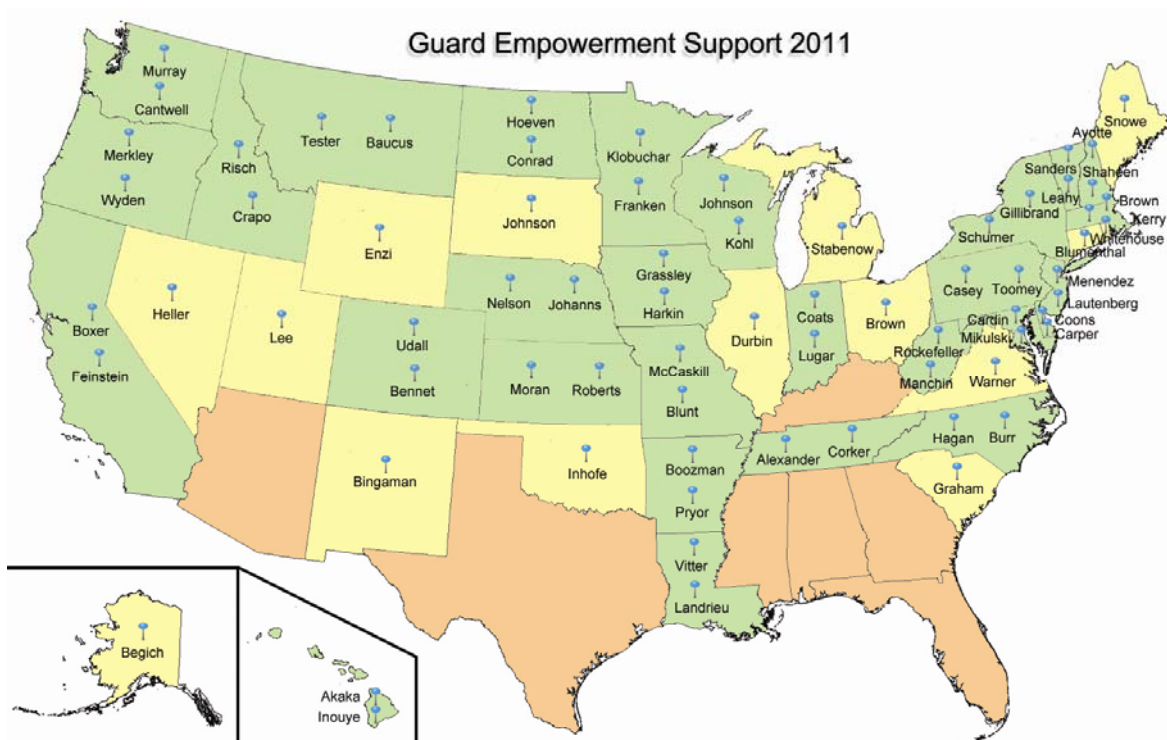 Guard Empowerment Support 2011
Murray
Cantwell
Merkley
Wyden
Risch
Crapo
Tester
Baucus
Hoeven
Conrad
Klobuchar
Franken
Johnson
Enzi
Johnson
Kohl
Stabenow
Grassley
Harkin
Nelson
Johanns
Heller
Lee
Boxer
Feinstein
Udall
Bennet
Moran
Roberts
McCaskill
Blunt
Durbin
Coats
Lugar
Brown
Rockefeller
Manchin
Warner
Casey
Toomey
Cardin
Mikulski
Menendez
Lautenberg
Coons
Carper
Schumer
Gillibrand
Sanders
Leahy
Ayotte
Shaheen
Snowe
Brown
Kerry
Whitehouse
Blumenthal
Bingaman
Inhofe
Boozman
Pryor
Alexander
Corker
Hagan
Burr
Graham
Vitter
Landrieu
Begich
Akaka
Inouye